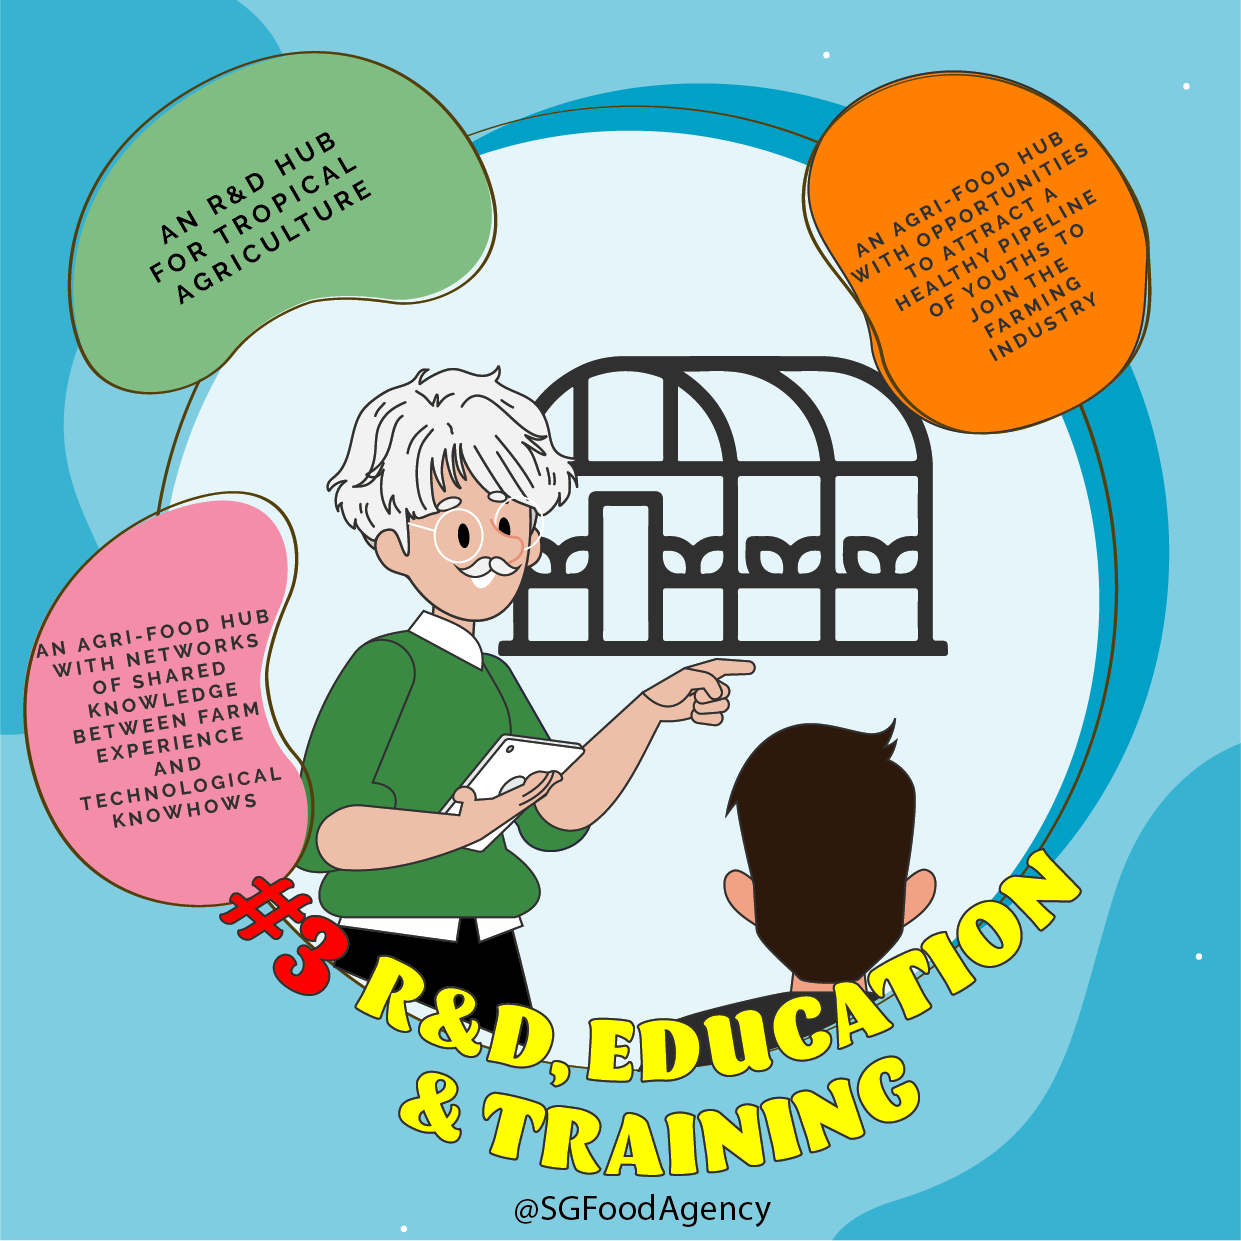 AN R&D HUB
FOR TROPICAL
AGRICULTURE
AN AGRI-FOOD HUB
WITH OPPORTUNITIES
TO ATTRACT A
HEALTHY PIPELINE
OF YOUTHS TO
JOIN THE
FARMING
INDUSTRY
AN AGRI-FOOD HUB
WITH NETWORKS
OF SHARED
KNOWLEDGE
BETWEEN FARM
EXPERIENCE
AND
TECHNOLOGICAL
KNOWHOWS
#3 R&D, EDUCATION
& TRAINING
@SGFoodAgency